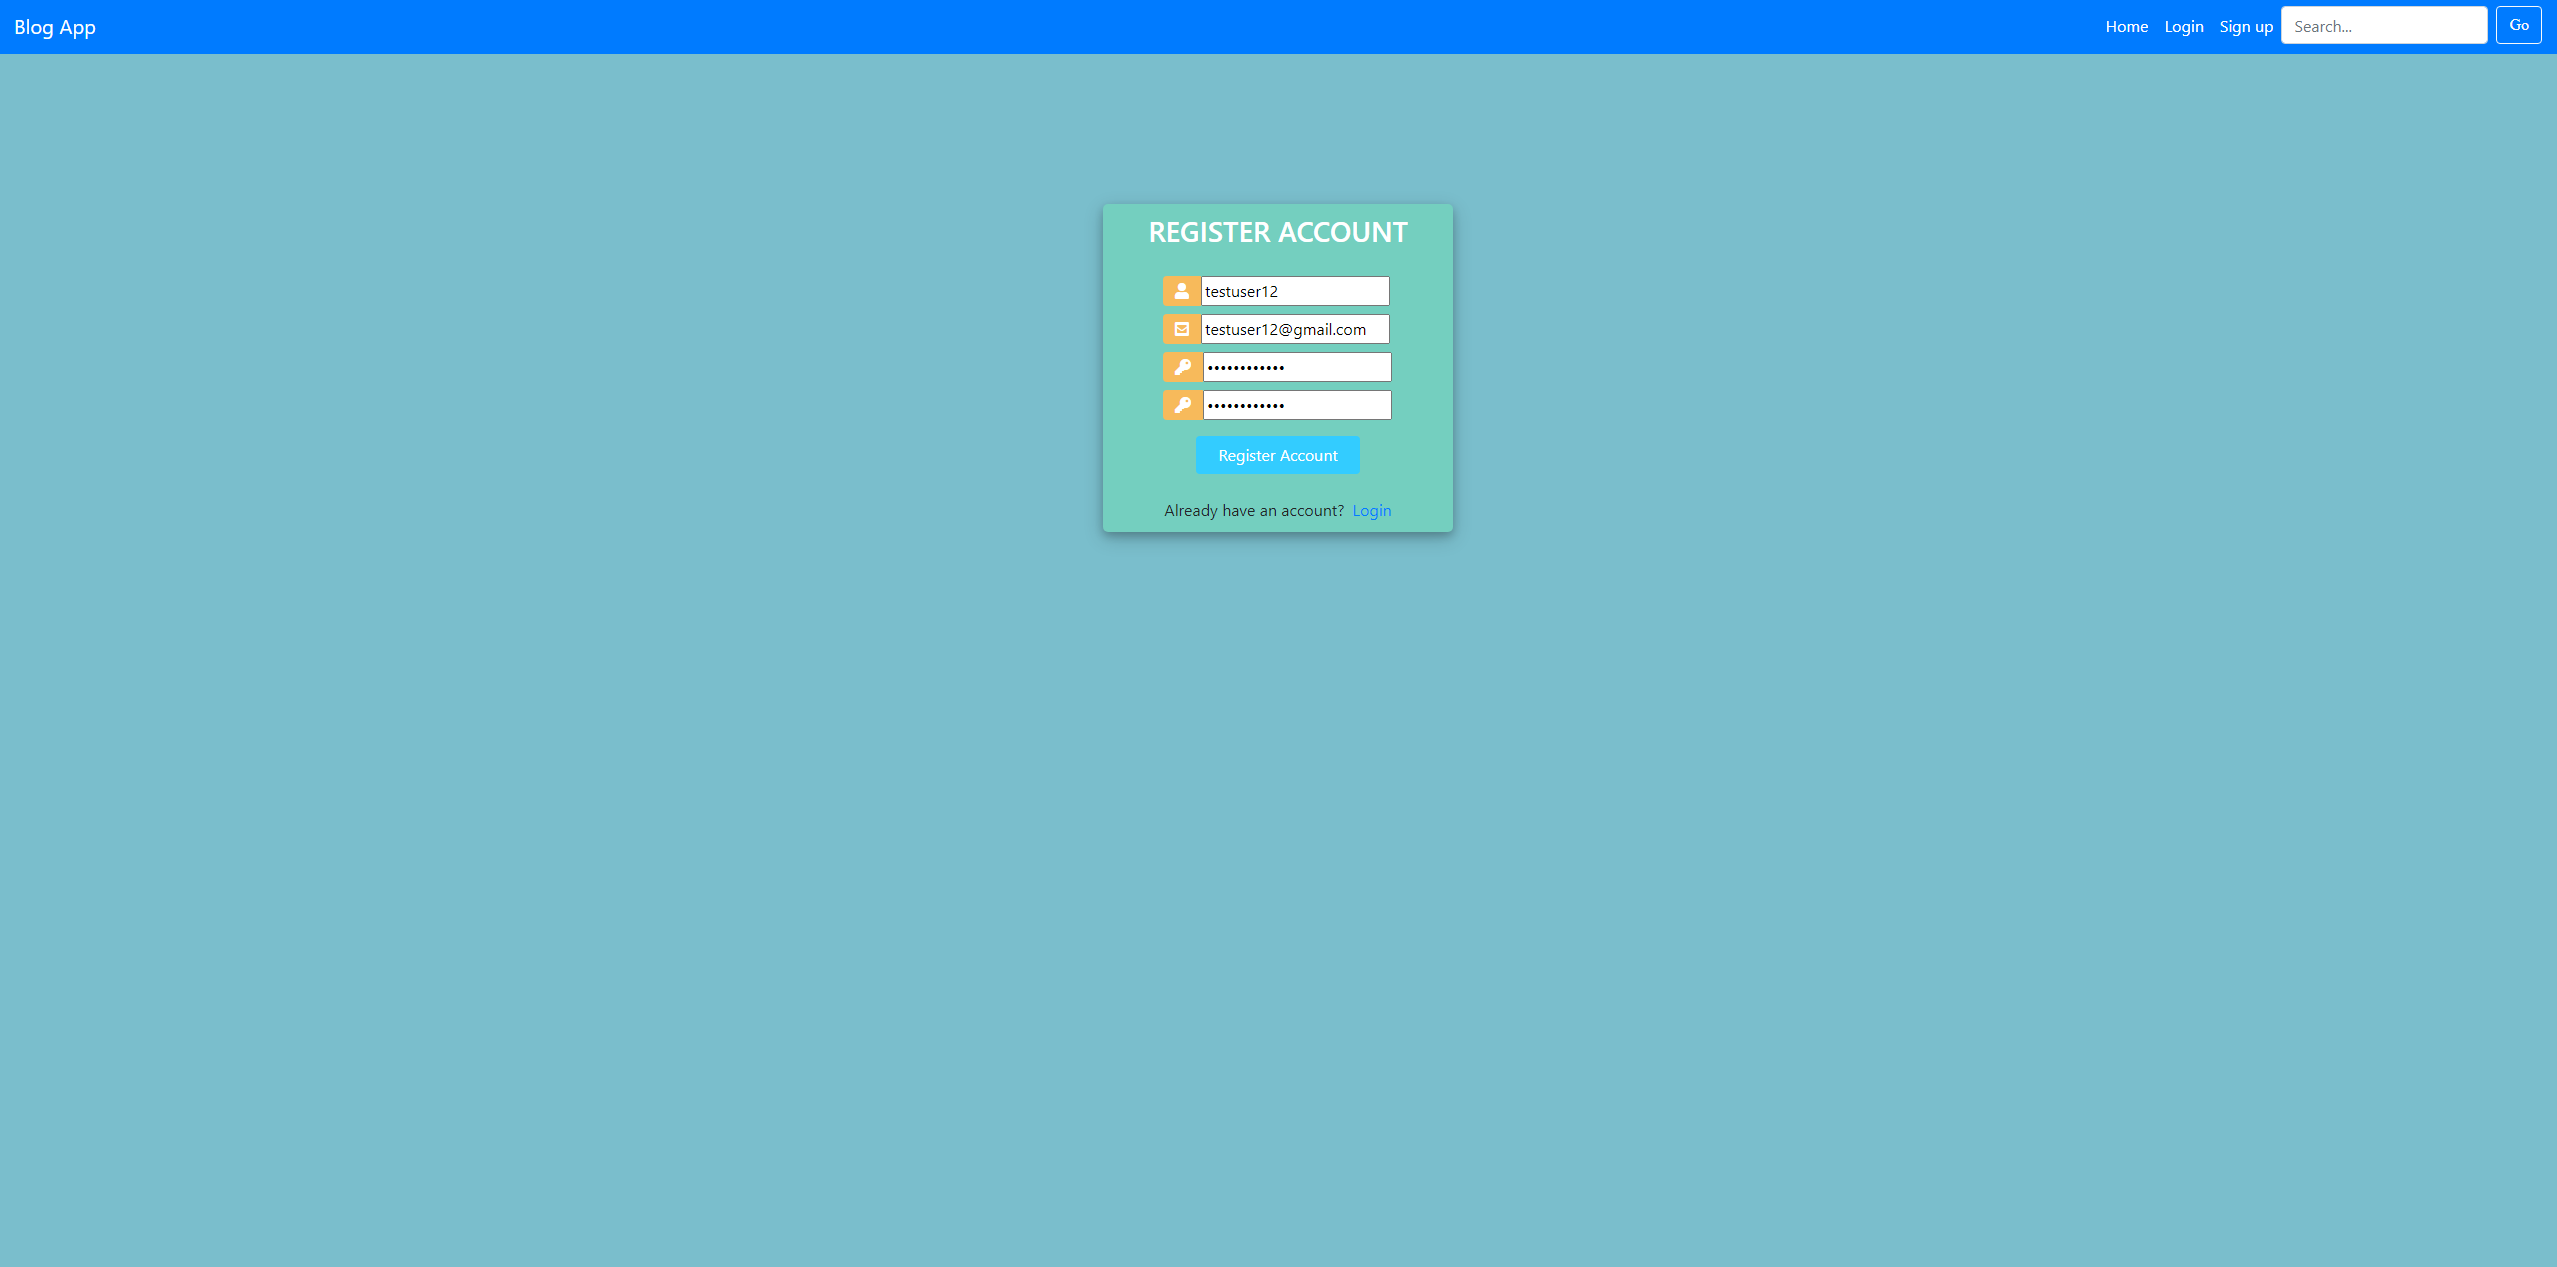 Blog App Home Login Sign up Search... Go
REGISTER ACCOUNT
testuser12
testuser12@gmail.com
••••••••••••
••••••••••••
Register Account
Already have an account? Login